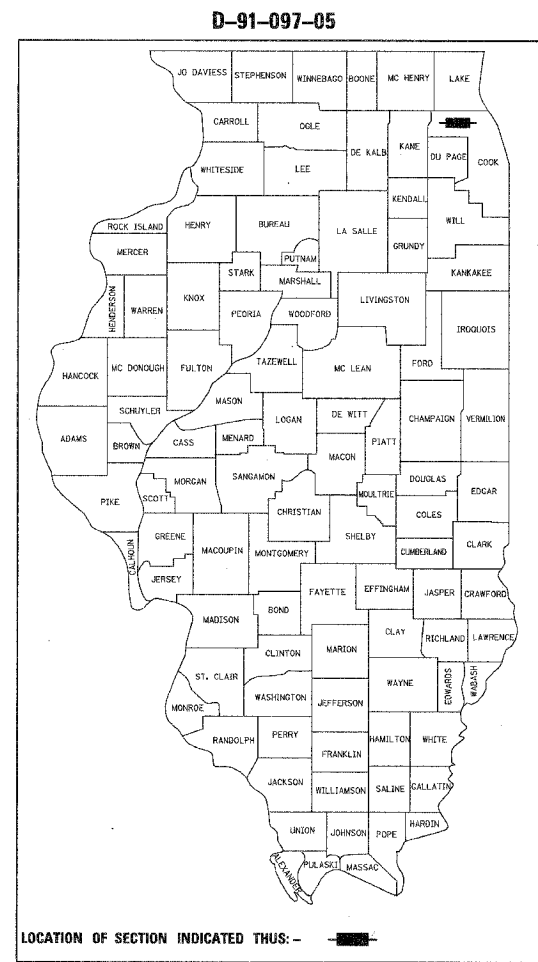 D-91-097-05
JO DAVIESS STEPHENSON WINNEBAGO BOONE MC HENRY LAKE
CARROLL OGLE DE KALB KANE DU PAGE COOK
WHITESIDE LEE
KENDALL WILL
ROCK ISLAND HENRY BUREAU LA SALLE GRUNDY
MERCER PUTNAM
STARK MARSHALL KANKAKEE
HENDERSON WARREN KNOX PEORIA WOODFORD LIVINGSTON IROQUOIS
HANCOCK MC DONOUGH FULTON TAZEWELL MC LEAN FORD
MASON
SCHUYLER LOGAN DE WITT CHAMPAIGN VERMILION
ADAMS BROWN CASS MENARD MACON PIATT
MORGAN SANGAMON DOUGLAS EDGAR
PIKE SCOTT CHRISTIAN MOULTRIE COLES
CALHOUN GREENE MACOUPIN MONTGOMERY SHELBY CUMBERLAND CLARK
JERSEY FAYETTE EFFINGHAM JASPER CRAWFORD
MADISON BOND
CLAY RICHLAND LAWRENCE
CLINTON MARION
ST. CLAIR WAYNE EDWARDS WABASH
MONROE WASHINGTON JEFFERSON
RANDOLPH PERRY HAMILTON WHITE
FRANKLIN
JACKSON WILLIAMSON SALINE GALLATIN
UNION JOHNSON POPE HARDIN
ALEXANDER PULASKI MASSAC
LOCATION OF SECTION INDICATED THUS: -